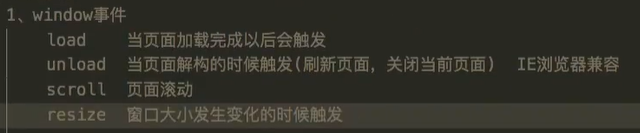 1、window事件
load 当页面加载完成以后会触发
unload 当页面解构的时候触发(刷新页面，关闭当前页面) IE浏览器兼容
scroll 页面滚动
resize 窗口大小发生变化的时候触发